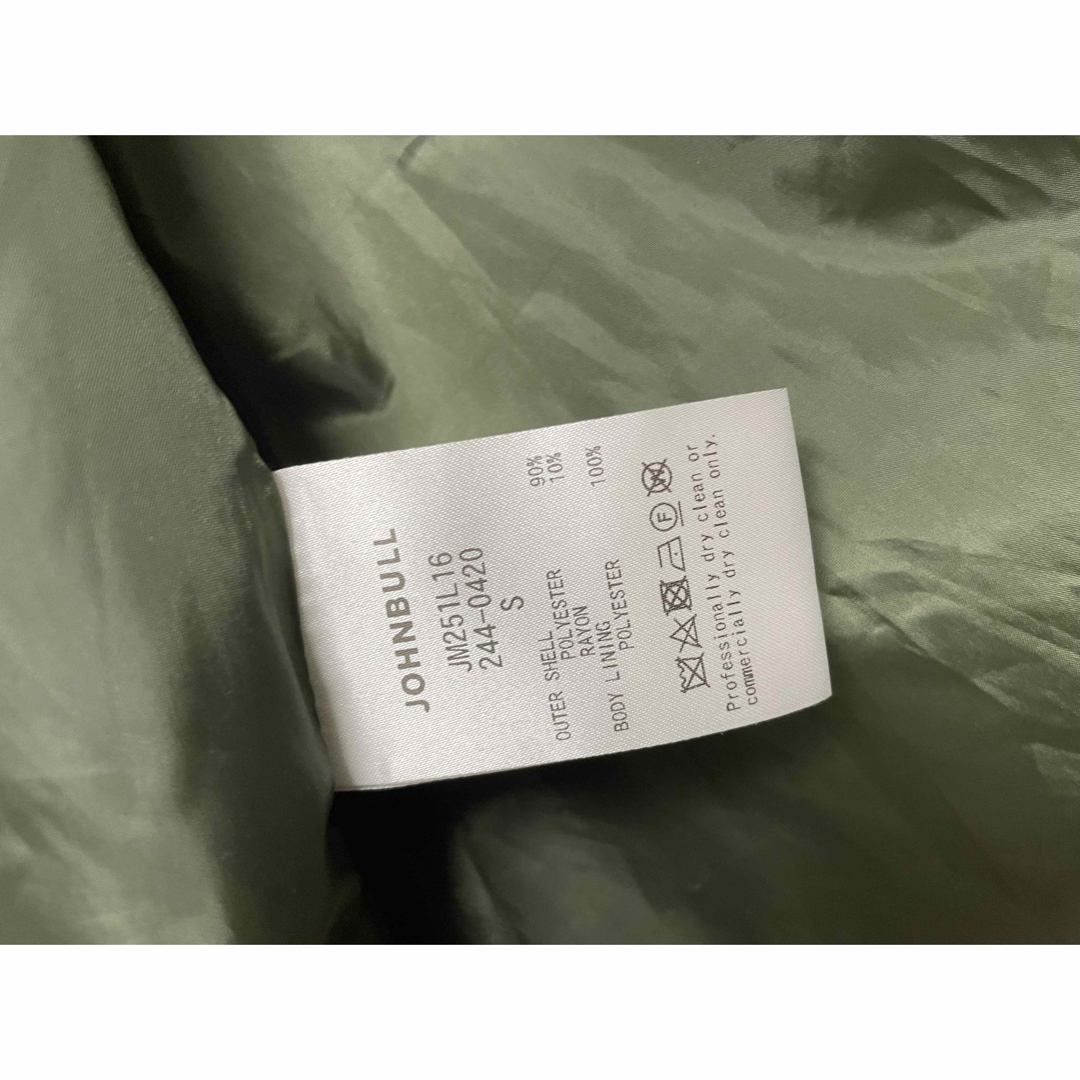 JOHNBULL
JM251L16
244-0420
S
OUTER SHELL
POLYESTER 90%
RAYON 10%
BODY LINING
POLYESTER 100%
F W
Professionally dry clean or
commercially dry clean only.